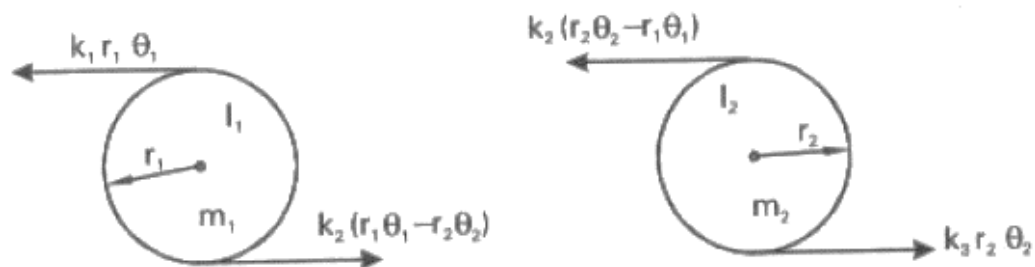 k₁ r₁ θ₁
I₁
r₁
m₁
k₂ (r₁θ₁−r₂θ₂)
k₂ (r₂θ₂−r₁θ₁)
I₂
r₂
m₂
k₃ r₂ θ₂